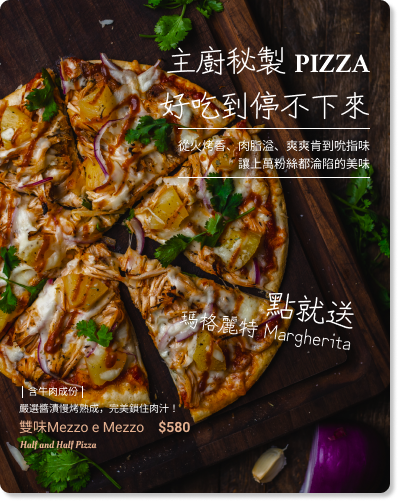 主廚秘製 PIZZA
好吃到停不下來
從火烤香、肉脂溢、爽爽肯到吮指味
讓上萬粉絲都淪陷的美味
點就送
瑪格麗特 Margherita
| 含牛肉成份 |
嚴選醬漬慢烤熟成，完美鎖住肉汁！
雙味Mezzo e Mezzo $580
Half and Half Pizza